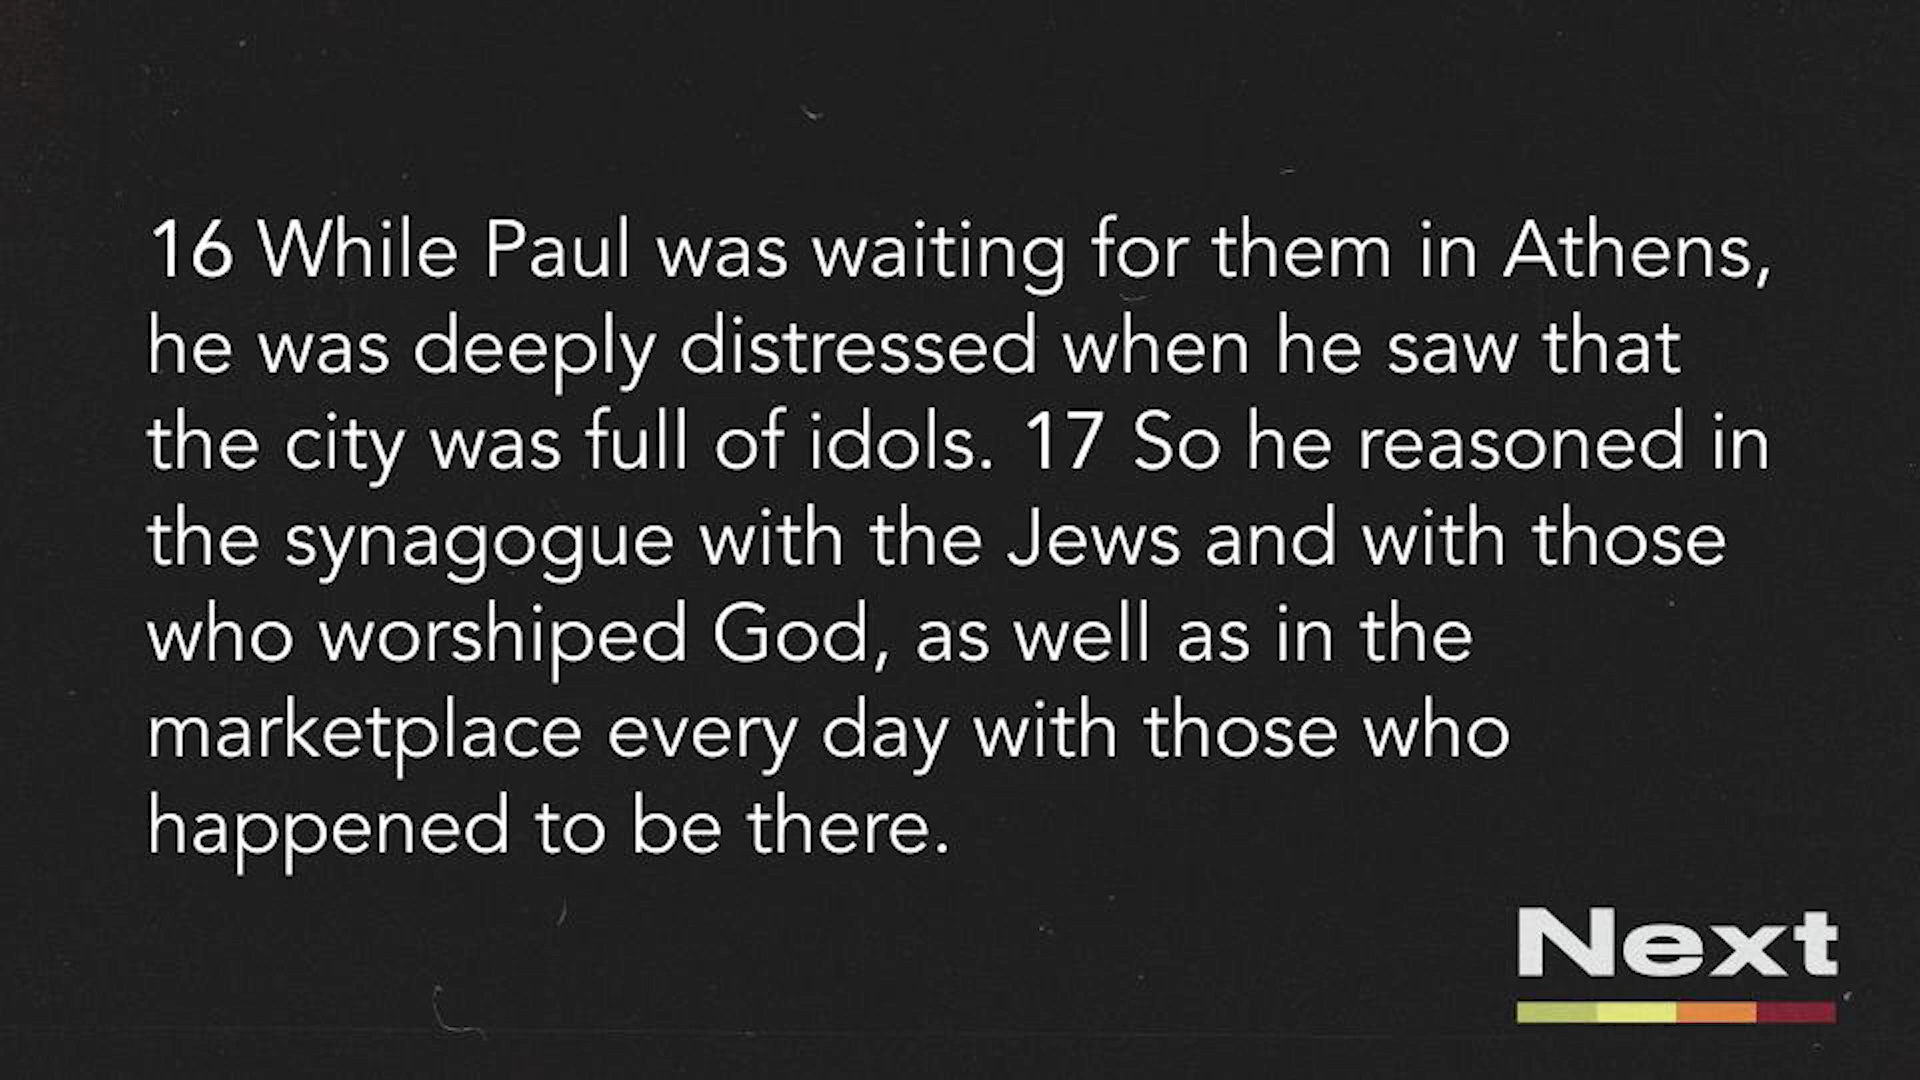 16 While Paul was waiting for them in Athens,
he was deeply distressed when he saw that
the city was full of idols. 17 So he reasoned in
the synagogue with the Jews and with those
who worshiped God, as well as in the
marketplace every day with those who
happened to be there.
Next